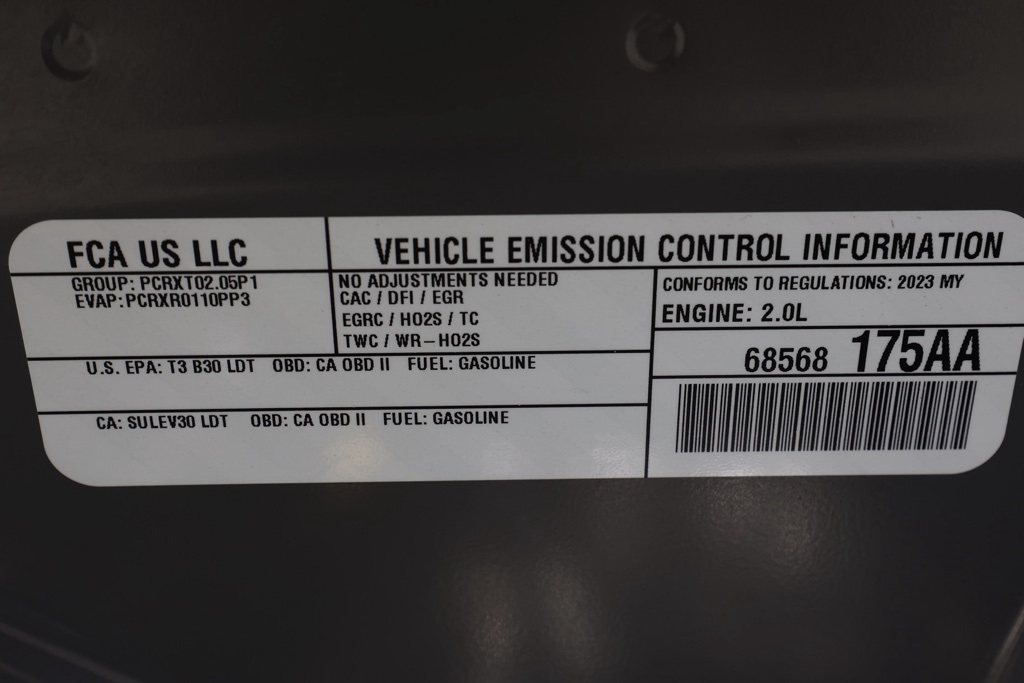 FCA US LLC
VEHICLE EMISSION CONTROL INFORMATION
GROUP: PCRXT02.05P1
EVAP: PCRXR0110PP3
NO ADJUSTMENTS NEEDED
CAC / DFI / EGR
EGRC / HO2S / TC
TWC / WR-HO2S
CONFORMS TO REGULATIONS: 2023 MY
ENGINE: 2.0L
68568 175AA
U.S. EPA: T3 B30 LDT OBD: CA OBD II FUEL: GASOLINE
CA: SULEV30 LDT OBD: CA OBD II FUEL: GASOLINE